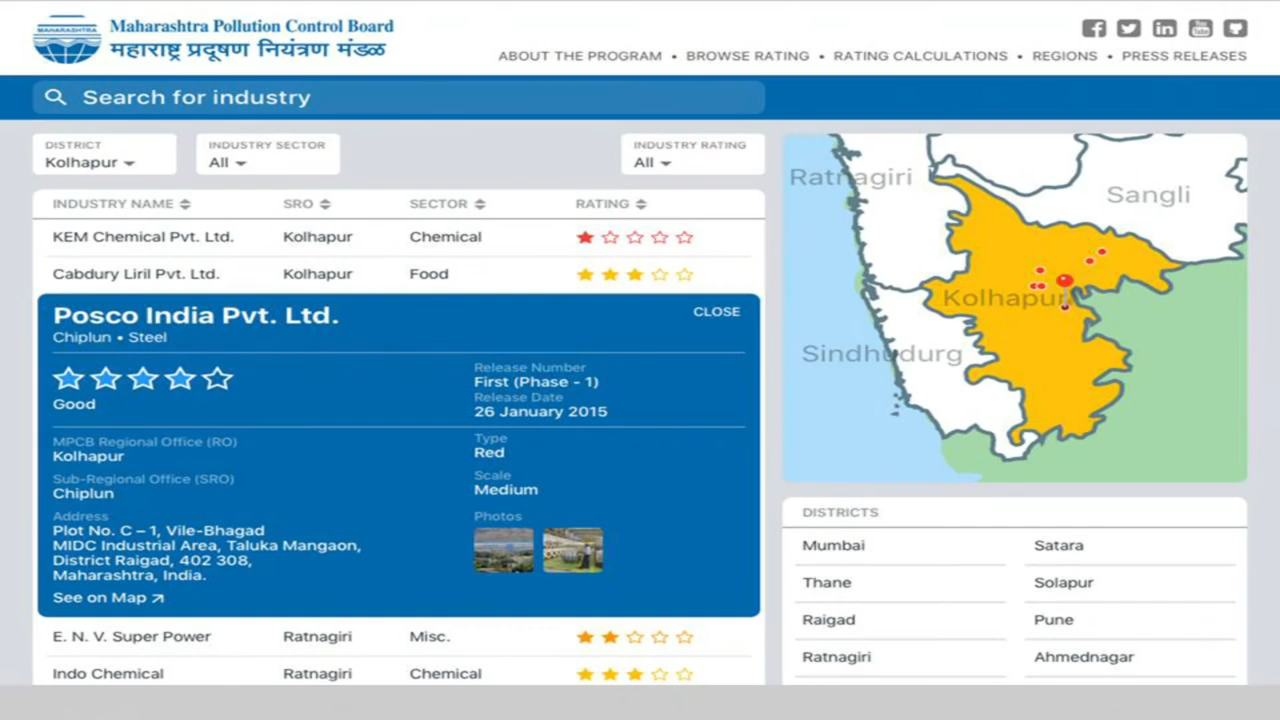 Maharashtra Pollution Control Board
महाराष्ट्र प्रदूषण नियंत्रण मंडळ
MAHARASHTRA
ABOUT THE PROGRAM • BROWSE RATING • RATING CALCULATIONS • REGIONS • PRESS RELEASES
Search for industry
DISTRICT
Kolhapur
INDUSTRY SECTOR
All
INDUSTRY RATING
All
INDUSTRY NAME SRO SECTOR RATING
KEM Chemical Pvt. Ltd. Kolhapur Chemical
Cabdury Liril Pvt. Ltd. Kolhapur Food
Posco India Pvt. Ltd. CLOSE
Chiplun • Steel
Good
Release Number
First (Phase - 1)
Release Date
26 January 2015
MPCB Regional Office (RO)
Kolhapur
Type
Red
Sub-Regional Office (SRO)
Chiplun
Scale
Medium
Address
Plot No. C – 1, Vile-Bhagad
MIDC Industrial Area, Taluka Mangaon,
District Raigad, 402 308,
Maharashtra, India.
See on Map
Photos
E. N. V. Super Power Ratnagiri Misc.
Indo Chemical Ratnagiri Chemical
Ratnagiri
Sangli
Kolhapur
Sindhudurg
DISTRICTS
Mumbai Satara
Thane Solapur
Raigad Pune
Ratnagiri Ahmednagar